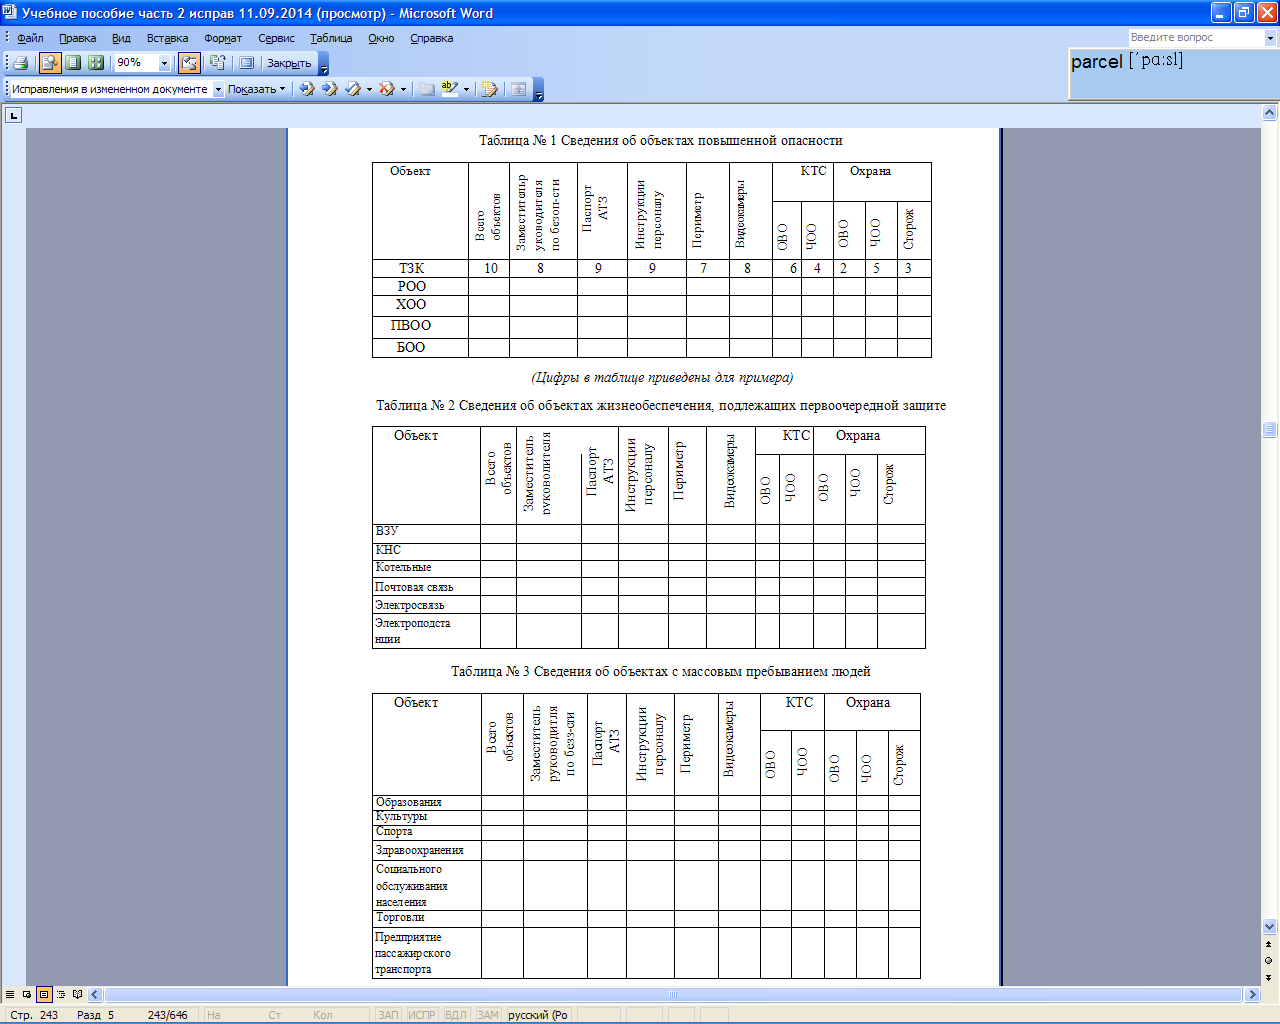 Учебное пособие часть 2 исправ 11.09.2014 (просмотр) - Microsoft Word
Файл Правка Вид Вставка Формат Сервис Таблица Окно Справка
Введите вопрос
90% Закрыть
parcel [ˈpɑ:sl]
Исправления в измененном документе Показать
Таблица № 1 Сведения об объектах повышенной опасности
Объект
Всего объектов
Заместительр уководителя по безоп-сти
Паспорт АТЗ
Инструкции персоналу
Периметр
Видеокамеры
КТС
Охрана
ОВО
ЧОО
ОВО
ЧОО
Сторож
ТЗК 10 8 9 9 7 8 6 4 2 5 3
РОО
ХОО
ПВОО
БОО
(Цифры в таблице приведены для примера)
Таблица № 2 Сведения об объектах жизнеобеспечения, подлежащих первоочередной защите
Объект
Всего объектов
Заместитель руководителя
Паспорт АТЗ
Инструкции персоналу
Периметр
Видеокамеры
КТС
Охрана
ОВО
ЧОО
ОВО
ЧОО
Сторож
ВЗУ
КНС
Котельные
Почтовая связь
Электросвязь
Электроподста
нции
Таблица № 3 Сведения об объектах с массовым пребыванием людей
Объект
Всего объектов
Заместитель руководитля по безз-сти
Паспорт АТЗ
Инструкции персоналу
Периметр
Видеокамеры
КТС
Охрана
ОВО
ЧОО
ОВО
ЧОО
Сторож
Образования
Культуры
Спорта
Здравоохранения
Социального
обслуживания
населения
Торговли
Предприятие
пассажирского
транспорта
Стр. 243 Разд 5 243/646 На Ст Кол ЗАП ИСПР ВДЛ ЗАМ русский (Ро